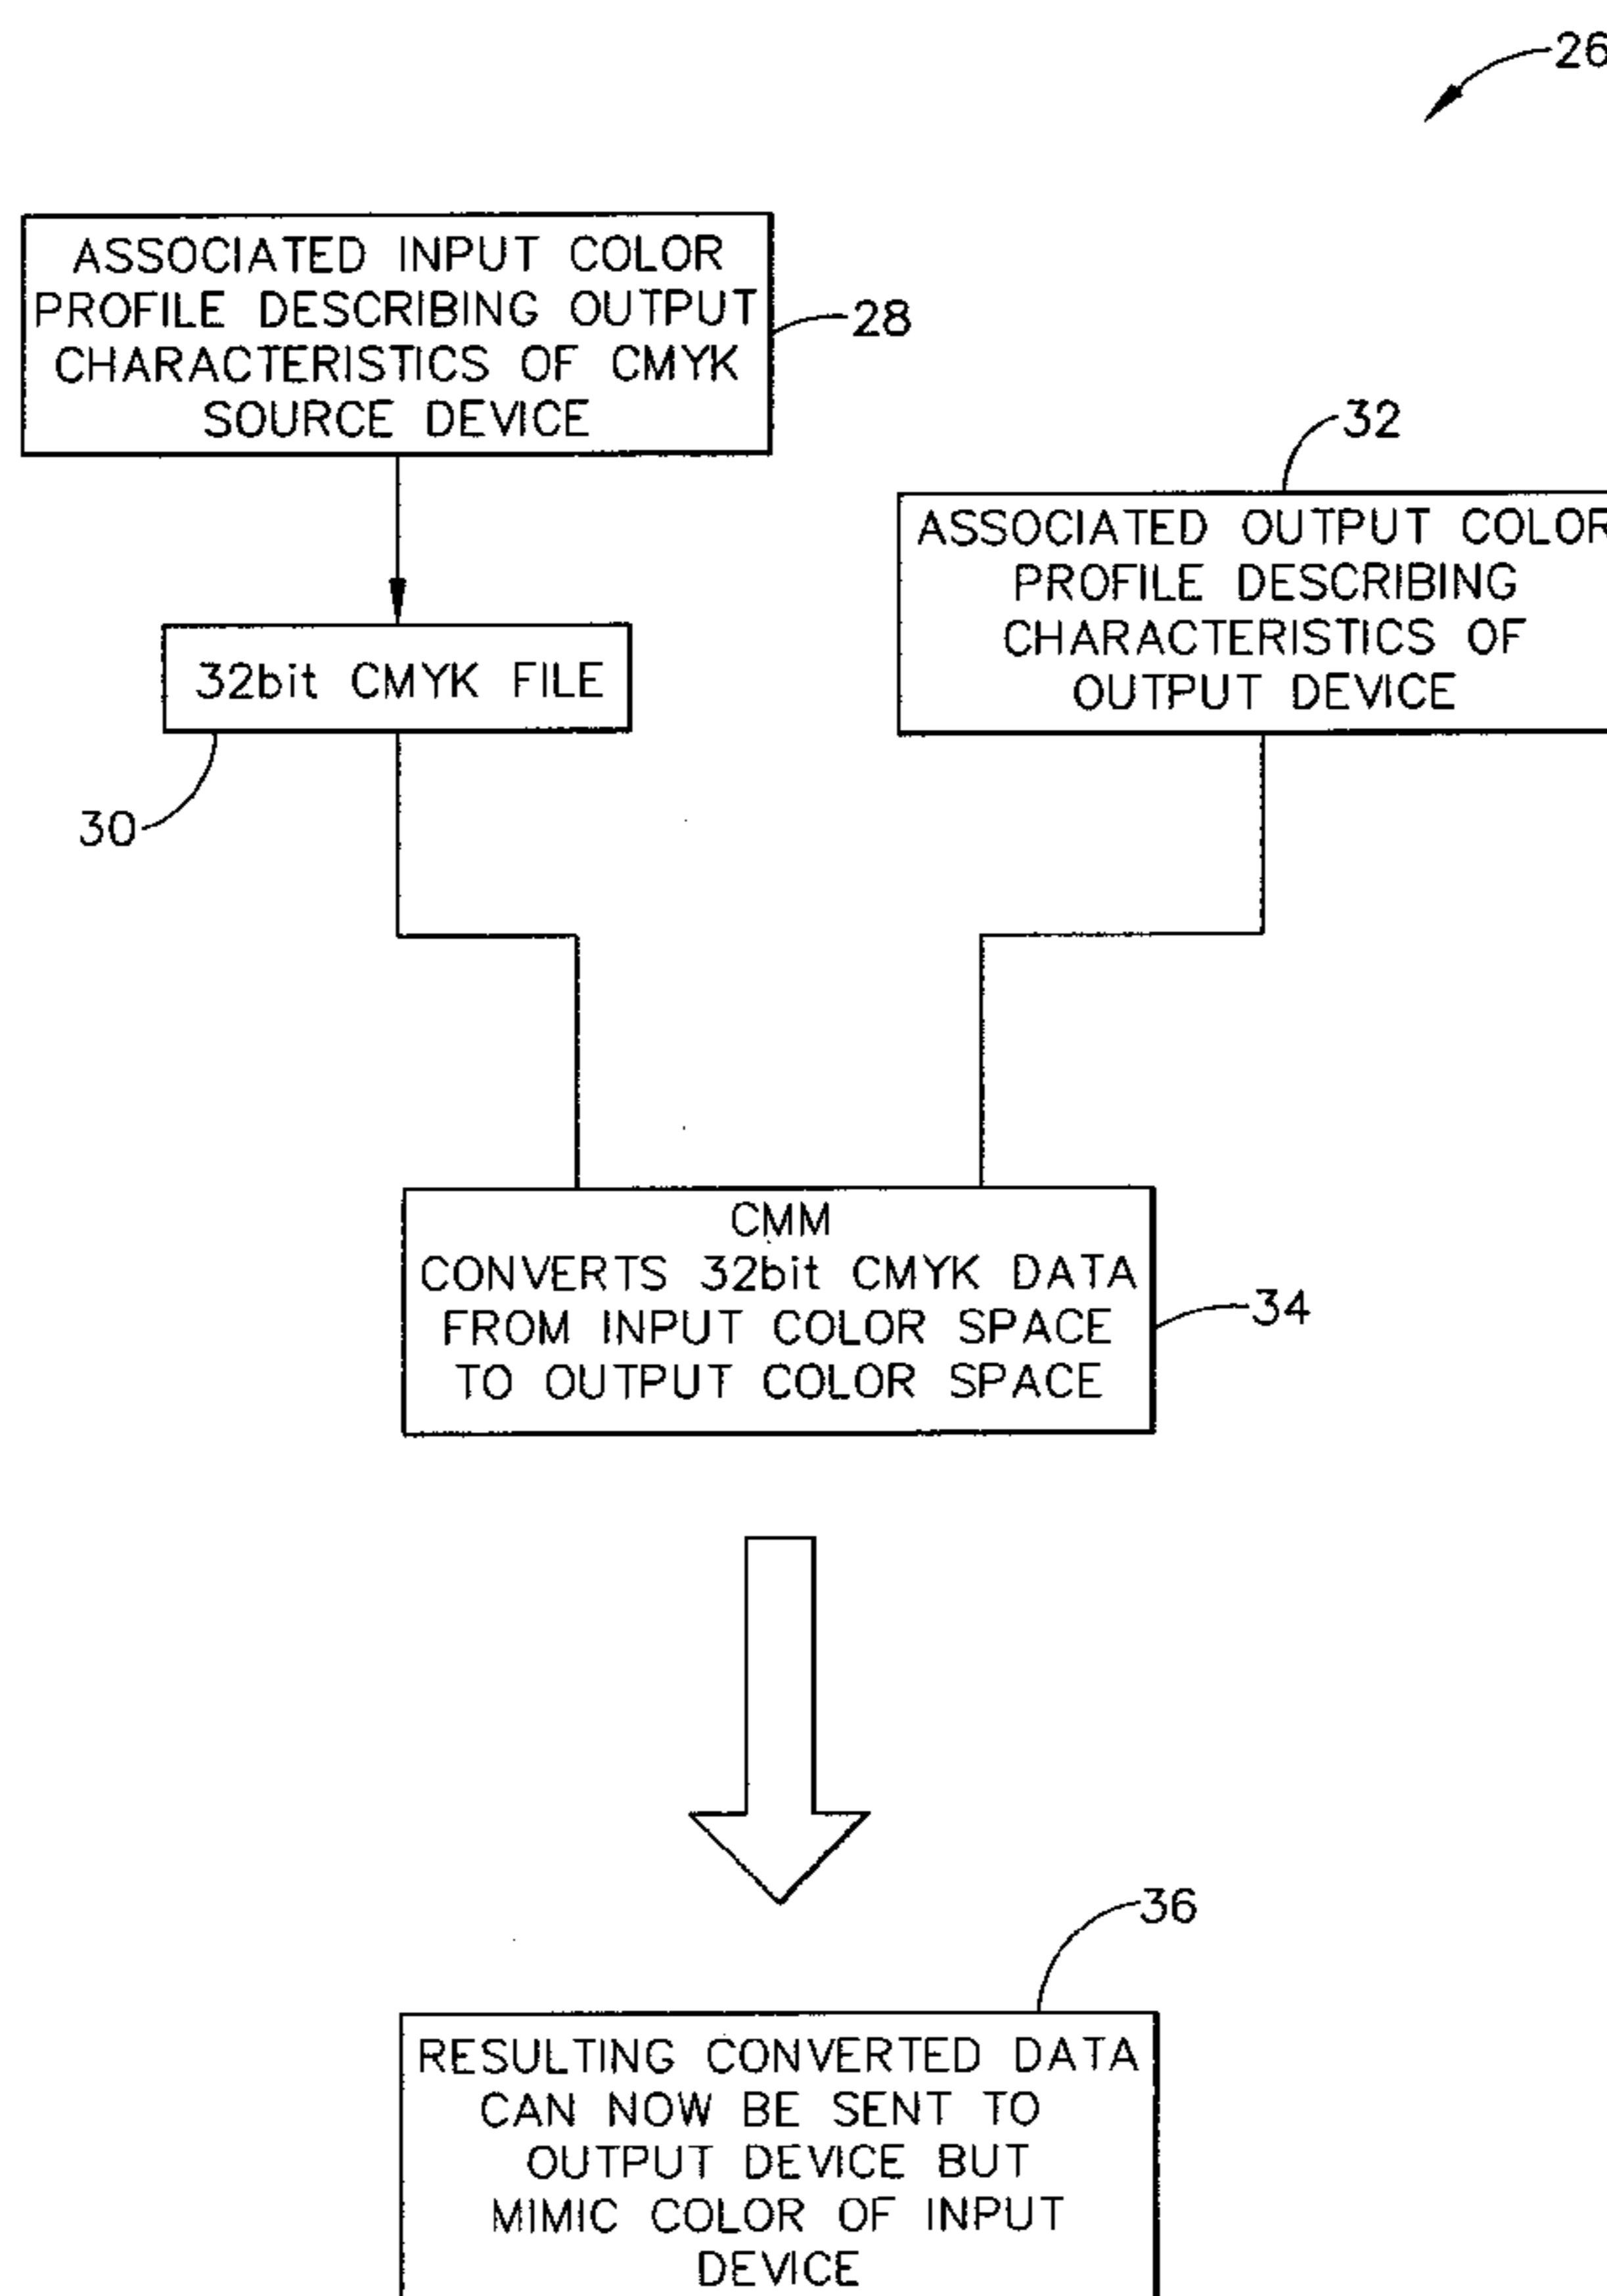 26
ASSOCIATED INPUT COLOR
PROFILE DESCRIBING OUTPUT
CHARACTERISTICS OF CMYK
SOURCE DEVICE
28
32
ASSOCIATED OUTPUT COLOR
PROFILE DESCRIBING
CHARACTERISTICS OF
OUTPUT DEVICE
32bit CMYK FILE
30
CMM
CONVERTS 32bit CMYK DATA
FROM INPUT COLOR SPACE
TO OUTPUT COLOR SPACE
34
36
RESULTING CONVERTED DATA
CAN NOW BE SENT TO
OUTPUT DEVICE BUT
MIMIC COLOR OF INPUT
DEVICE